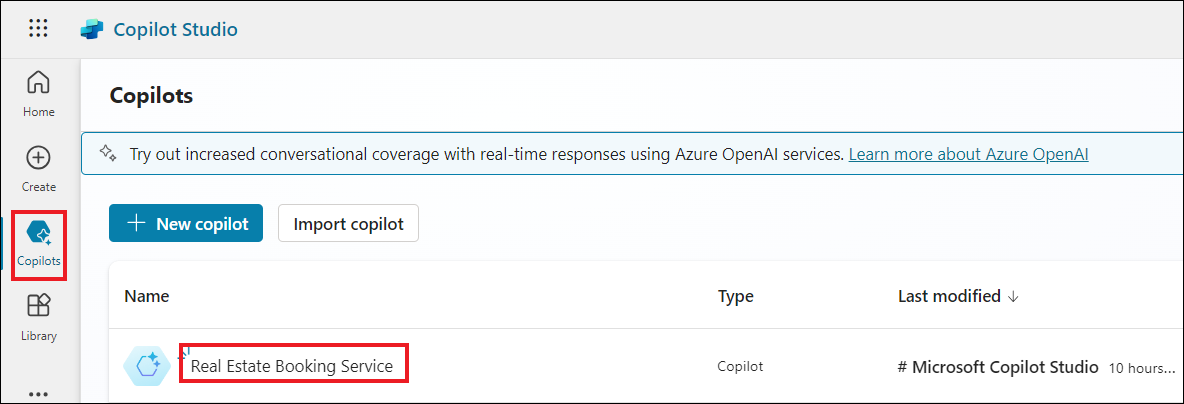 Copilot Studio
Home
Create
Copilots
Library
Copilots
Try out increased conversational coverage with real-time responses using Azure OpenAI services. Learn more about Azure OpenAI
New copilot
Import copilot
Name Type Last modified
Real Estate Booking Service Copilot # Microsoft Copilot Studio 10 hours...